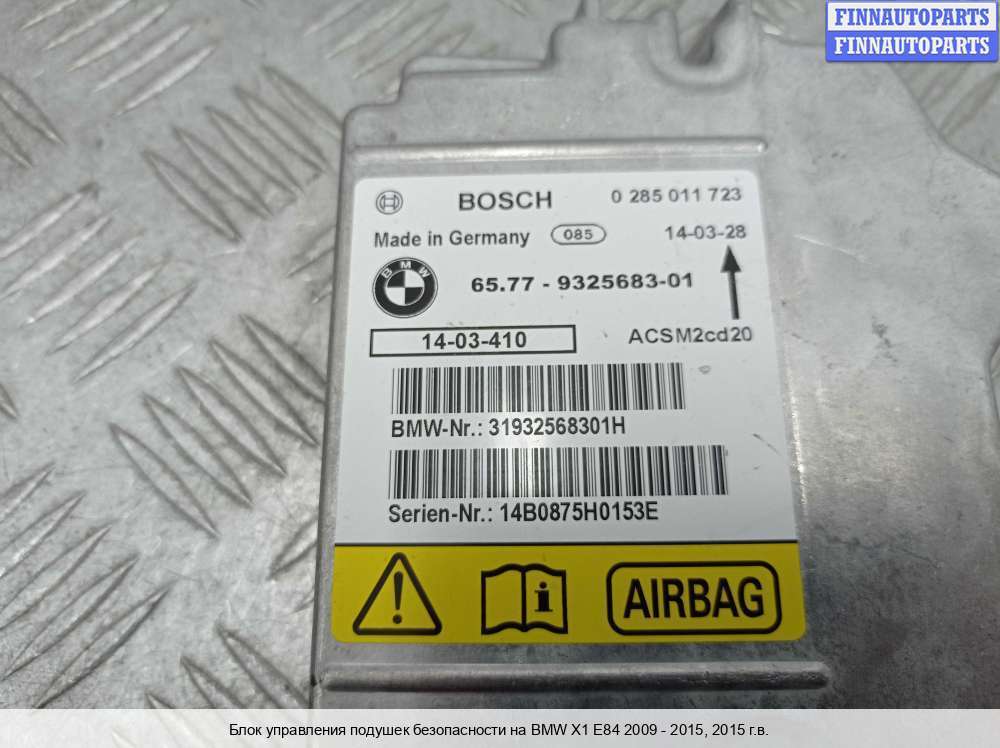 FINNAUTOPARTS
FINNAUTOPARTS
BOSCH 0 285 011 723
Made in Germany 085 14-03-28
BMW 65.77 - 9325683-01
14-03-410 ACSM2cd20
BMW-Nr.: 31932568301H
Serien-Nr.: 14B0875H0153E
AIRBAG
Блок управления подушек безопасности на BMW X1 E84 2009 - 2015, 2015 г.в.